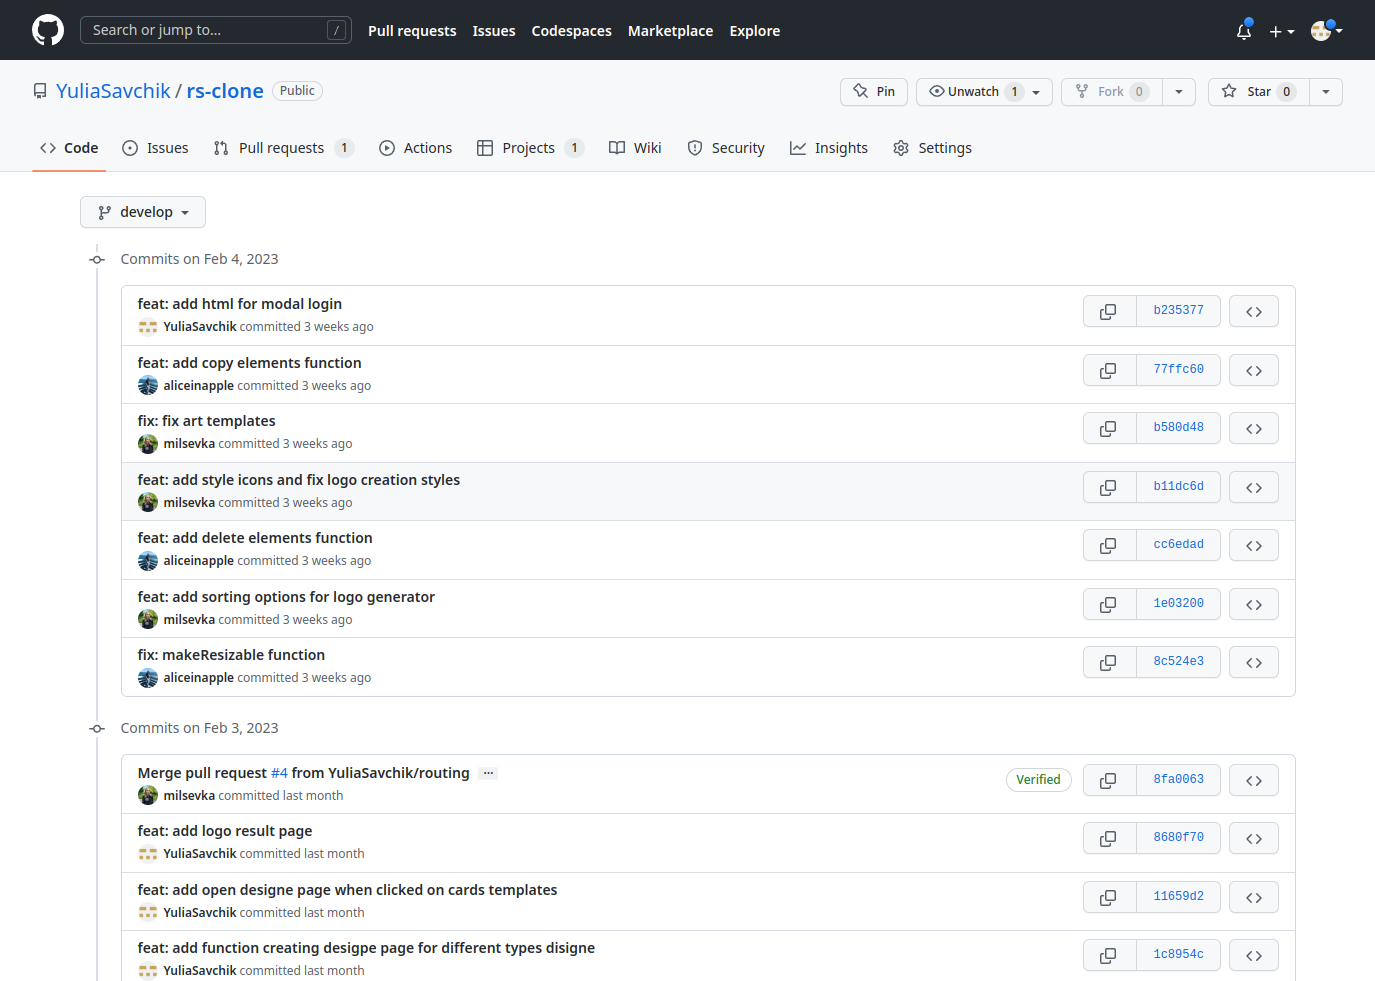 Search or jump to... / Pull requests Issues Codespaces Marketplace Explore
YuliaSavchik / rs-clone Public Pin Unwatch 1 Fork 0 Star 0
Code Issues Pull requests 1 Actions Projects 1 Wiki Security Insights Settings
develop
Commits on Feb 4, 2023
feat: add html for modal login
YuliaSavchik committed 3 weeks ago
b235377
feat: add copy elements function
aliceinapple committed 3 weeks ago
77ffc60
fix: fix art templates
milsevka committed 3 weeks ago
b580d48
feat: add style icons and fix logo creation styles
milsevka committed 3 weeks ago
b11dc6d
feat: add delete elements function
aliceinapple committed 3 weeks ago
cc6edad
feat: add sorting options for logo generator
milsevka committed 3 weeks ago
1e03200
fix: makeResizable function
aliceinapple committed 3 weeks ago
8c524e3
Commits on Feb 3, 2023
Merge pull request #4 from YuliaSavchik/routing ...
milsevka committed last month
Verified 8fa0063
feat: add logo result page
YuliaSavchik committed last month
8680f70
feat: add open designe page when clicked on cards templates
YuliaSavchik committed last month
11659d2
feat: add function creating desigpe page for different types disigne
YuliaSavchik committed last month
1c8954c